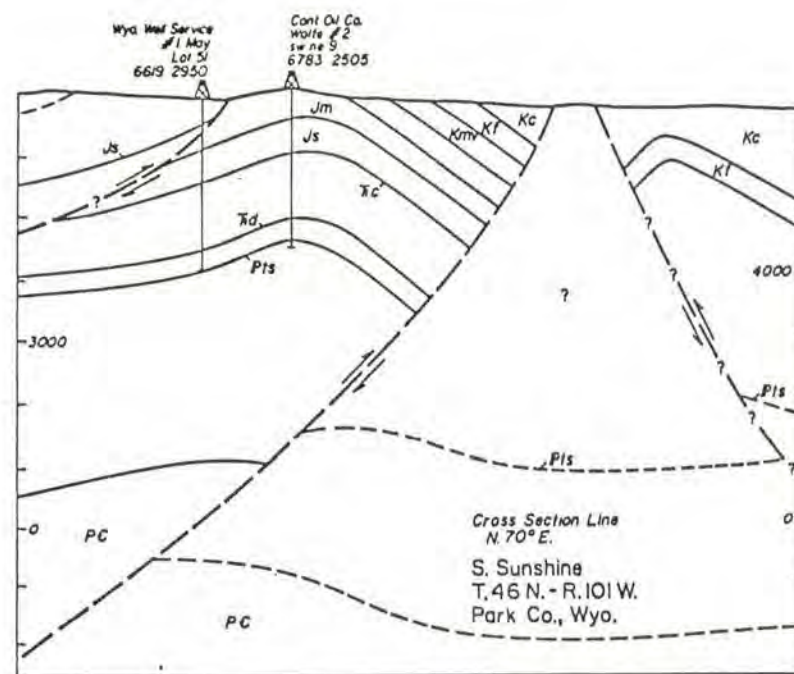 Wyo. Well Service
#1 May
Lot 51
6619 2950
Cont Oil Co.
Wolfe #2
sw ne 9
6783 2505
Jm
Js
Js
Kmv
Kf
Kc
Kc
Kf
?
?
ᵀc
ᵀd
Pts
?
?
?
4000
3000
?
?
Pts
?
Pts
?
PC
0
0
Cross Section Line
N. 70° E.
S. Sunshine
T. 46 N. - R. 101 W.
Park Co., Wyo.
PC